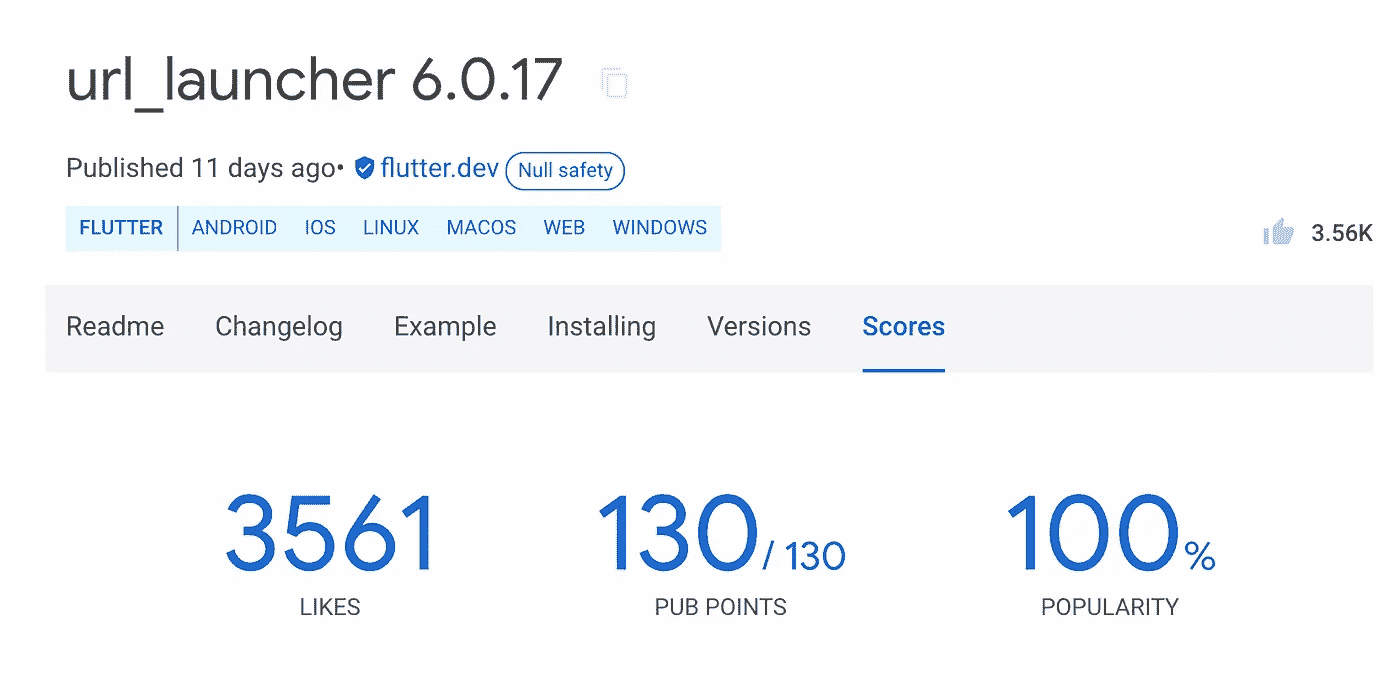 url_launcher 6.0.17
Published 11 days ago• flutter.dev Null safety
FLUTTER ANDROID IOS LINUX MACOS WEB WINDOWS
3.56K
Readme Changelog Example Installing Versions Scores
3561 130/ 130 100%
LIKES PUB POINTS POPULARITY